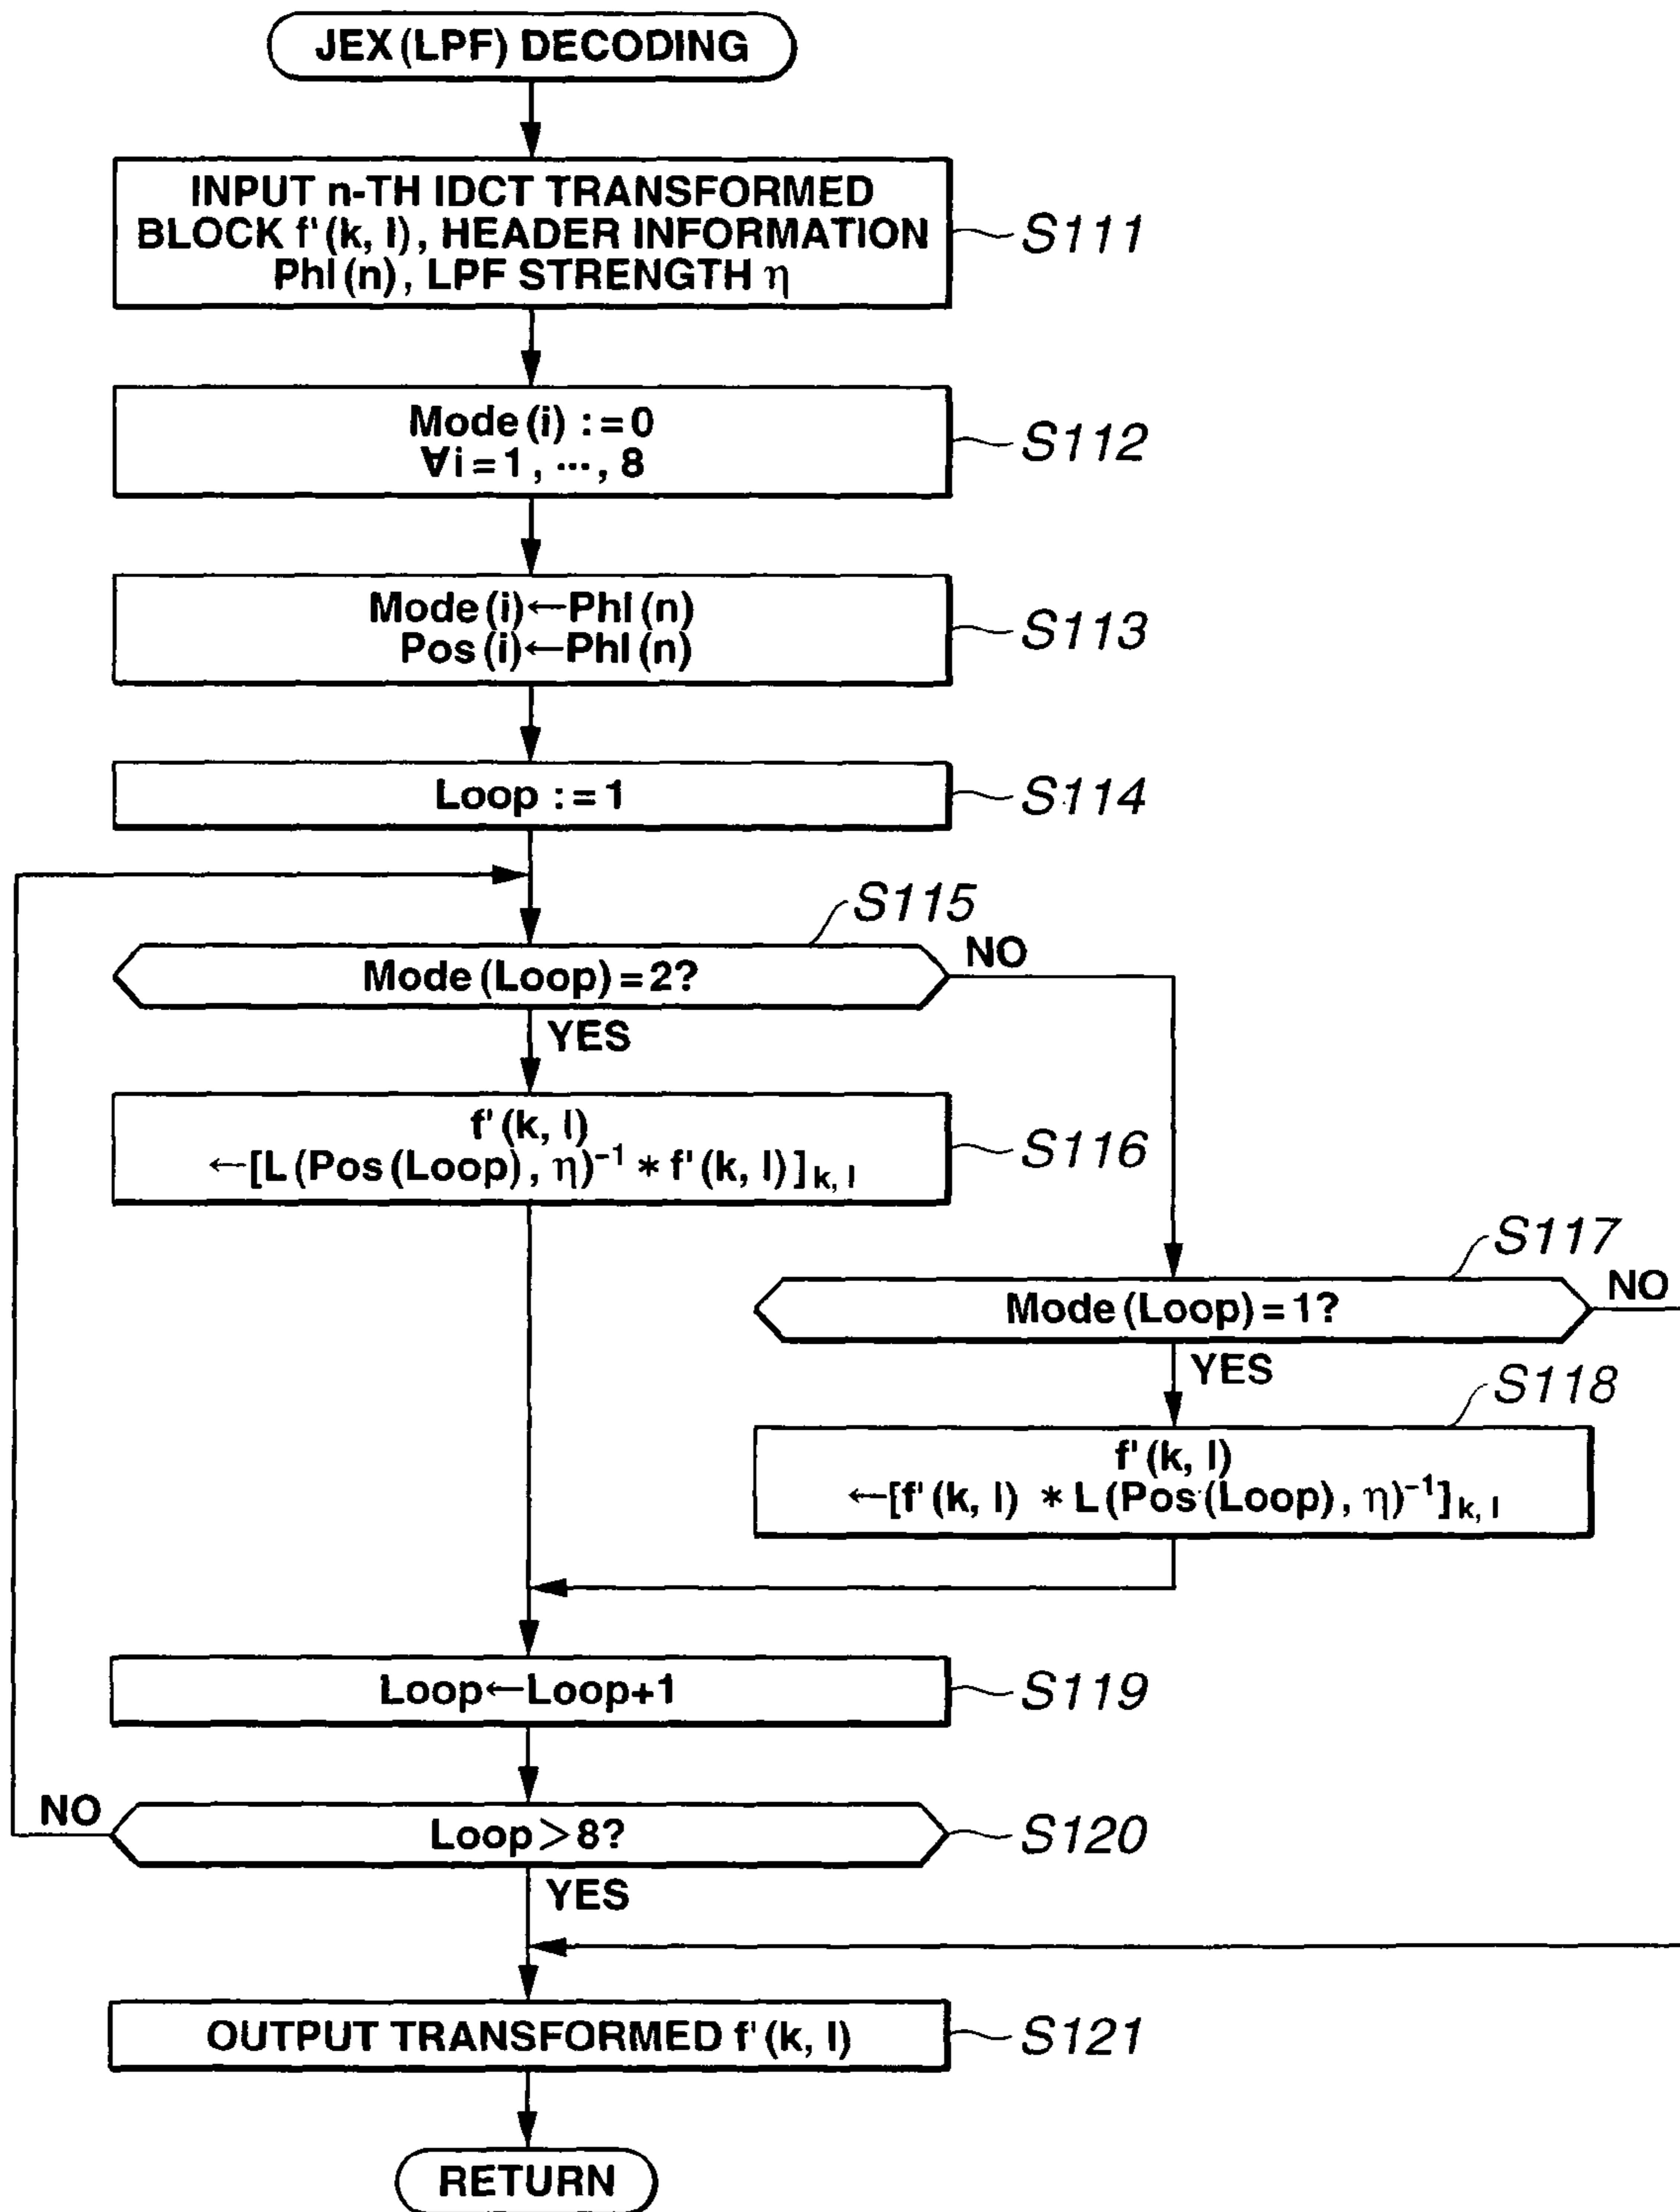 JEX(LPF) DECODING
INPUT n-TH IDCT TRANSFORMED
BLOCK f'(k, l), HEADER INFORMATION
Phl(n), LPF STRENGTH η
S111
Mode(i) :=0
∀i=1, ···, 8
S112
Mode(i)←Phl(n)
Pos(i)←Phl(n)
S113
Loop :=1
S114
S115
Mode(Loop)=2?
NO
YES
f'(k, l)
←[L(Pos(Loop), η)⁻¹ * f'(k, l)]k, l
S116
S117
Mode(Loop)=1?
NO
YES
S118
f'(k, l)
←[f'(k, l) * L(Pos(Loop), η)⁻¹]k, l
Loop←Loop+1
S119
NO
Loop>8?
S120
YES
OUTPUT TRANSFORMED f'(k, l)
S121
RETURN